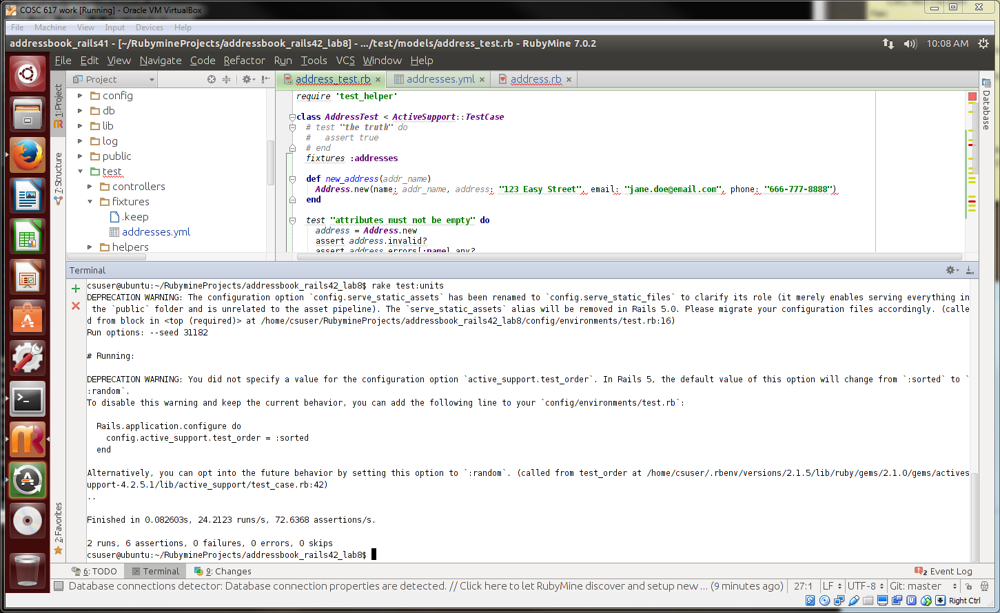 COSC 617 work [Running] - Oracle VM VirtualBox
File Machine View Input Devices Help
addressbook_rails41 - [~/RubymineProjects/addressbook_rails42_lab8] - .../test/models/address_test.rb - RubyMine 7.0.2
10:08 AM
File Edit View Navigate Code Refactor Run Tools VCS Window Help
Project
address_test.rb
addresses.yml
address.rb
1: Project
7: Structure
2: Favorites
Database
config
db
lib
log
public
test
controllers
fixtures
.keep
addresses.yml
helpers
require 'test_helper'
class AddressTest < ActiveSupport::TestCase
# test "the truth" do
#   assert true
# end
fixtures :addresses
def new_address(addr_name)
Address.new(name: addr_name, address: "123 Easy Street", email: "jane.doe@email.com", phone: "666-777-8888")
end
test "attributes must not be empty" do
address = Address.new
assert address.invalid?
assert address.errors[:name].any?
Terminal
csuser@ubuntu:~/RubymineProjects/addressbook_rails42_lab8$ rake test:units
DEPRECATION WARNING: The configuration option `config.serve_static_assets` has been renamed to `config.serve_static_files` to clarify its role (it merely enables serving everything in
the `public` folder and is unrelated to the asset pipeline). The `serve_static_assets` alias will be removed in Rails 5.0. Please migrate your configuration files accordingly. (calle
d from block in <top (required)> at /home/csuser/RubymineProjects/addressbook_rails42_lab8/config/environments/test.rb:16)
Run options: --seed 31182
# Running:
DEPRECATION WARNING: You did not specify a value for the configuration option `active_support.test_order`. In Rails 5, the default value of this option will change from `:sorted` to `
:random`.
To disable this warning and keep the current behavior, you can add the following line to your `config/environments/test.rb`:
Rails.application.configure do
config.active_support.test_order = :sorted
end
Alternatively, you can opt into the future behavior by setting this option to `:random`. (called from test_order at /home/csuser/.rbenv/versions/2.1.5/lib/ruby/gems/2.1.0/gems/actives
upport-4.2.5.1/lib/active_support/test_case.rb:42)
..
Finished in 0.082603s, 24.2123 runs/s, 72.6368 assertions/s.
2 runs, 6 assertions, 0 failures, 0 errors, 0 skips
csuser@ubuntu:~/RubymineProjects/addressbook_rails42_lab8$
6: TODO
Terminal
9: Changes
2 Event Log
Database connections detector: Database connection properties are detected. // Click here to let RubyMine discover and setup new ... (9 minutes ago)
27:1
LF
UTF-8
Git: master
Right Ctrl